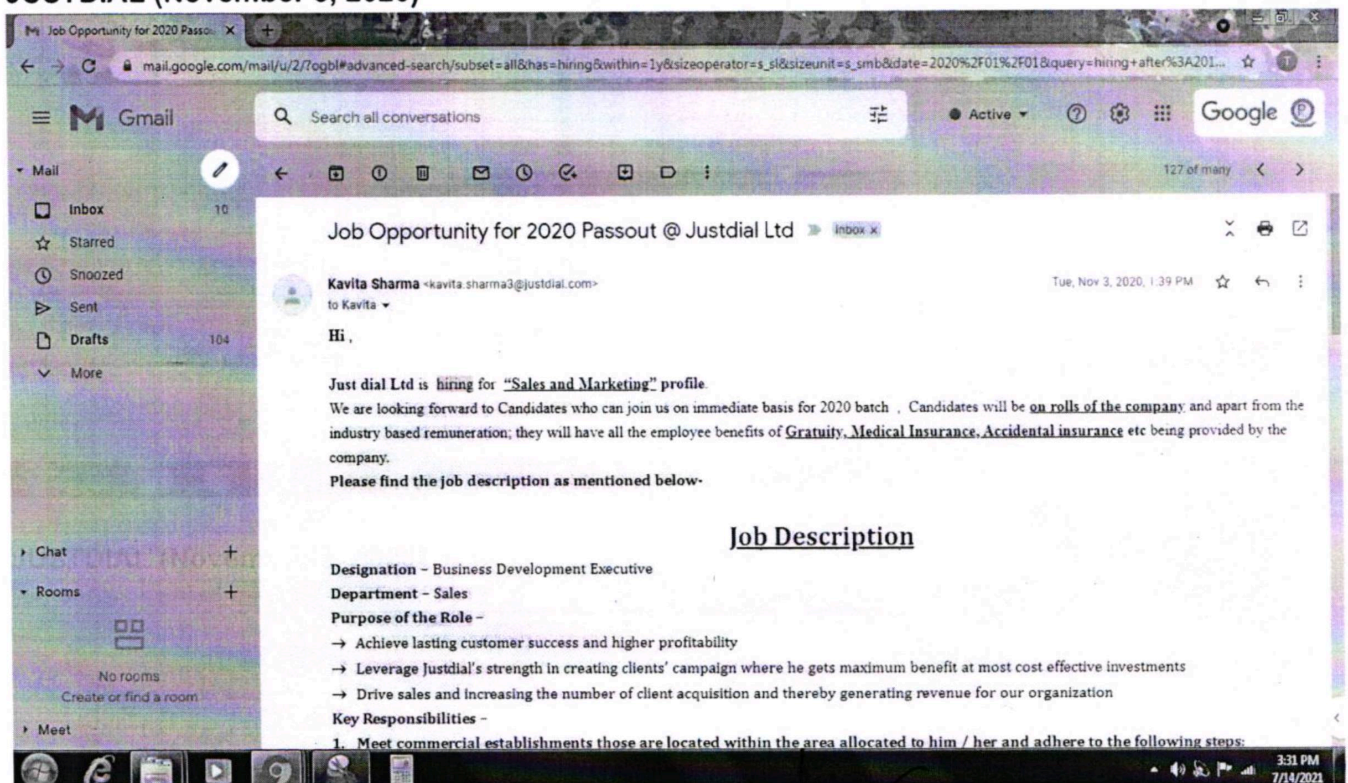 JUSTDIAL (November 3, 2020)
Job Opportunity for 2020 Passou
mail.google.com/mail/u/2/?ogbl#advanced-search/subset=all&has=hiring&within=1y&sizeoperator=s_sl&sizeunit=s_smb&date=2020%2F01%2F01&query=hiring+after%3A201...
Gmail
Search all conversations
Active
Google
Mail
127 of many
Inbox 10
Starred
Snoozed
Sent
Drafts 104
More
Chat
Rooms
No rooms
Create or find a room
Meet
Job Opportunity for 2020 Passout @ Justdial Ltd Inbox x
Kavita Sharma <kavita.sharma3@justdial.com> Tue, Nov 3, 2020, 1:39 PM
to Kavita
Hi ,
Just dial Ltd is hiring for “Sales and Marketing” profile.
We are looking forward to Candidates who can join us on immediate basis for 2020 batch , Candidates will be on rolls of the company and apart from the
industry based remuneration; they will have all the employee benefits of Gratuity, Medical Insurance, Accidental insurance etc being provided by the
company.
Please find the job description as mentioned below-
Job Description
Designation – Business Development Executive
Department – Sales
Purpose of the Role –
→ Achieve lasting customer success and higher profitability
→ Leverage Justdial's strength in creating clients' campaign where he gets maximum benefit at most cost effective investments
→ Drive sales and increasing the number of client acquisition and thereby generating revenue for our organization
Key Responsibilities –
1. Meet commercial establishments those are located within the area allocated to him / her and adhere to the following steps:
3:31 PM
7/14/2021